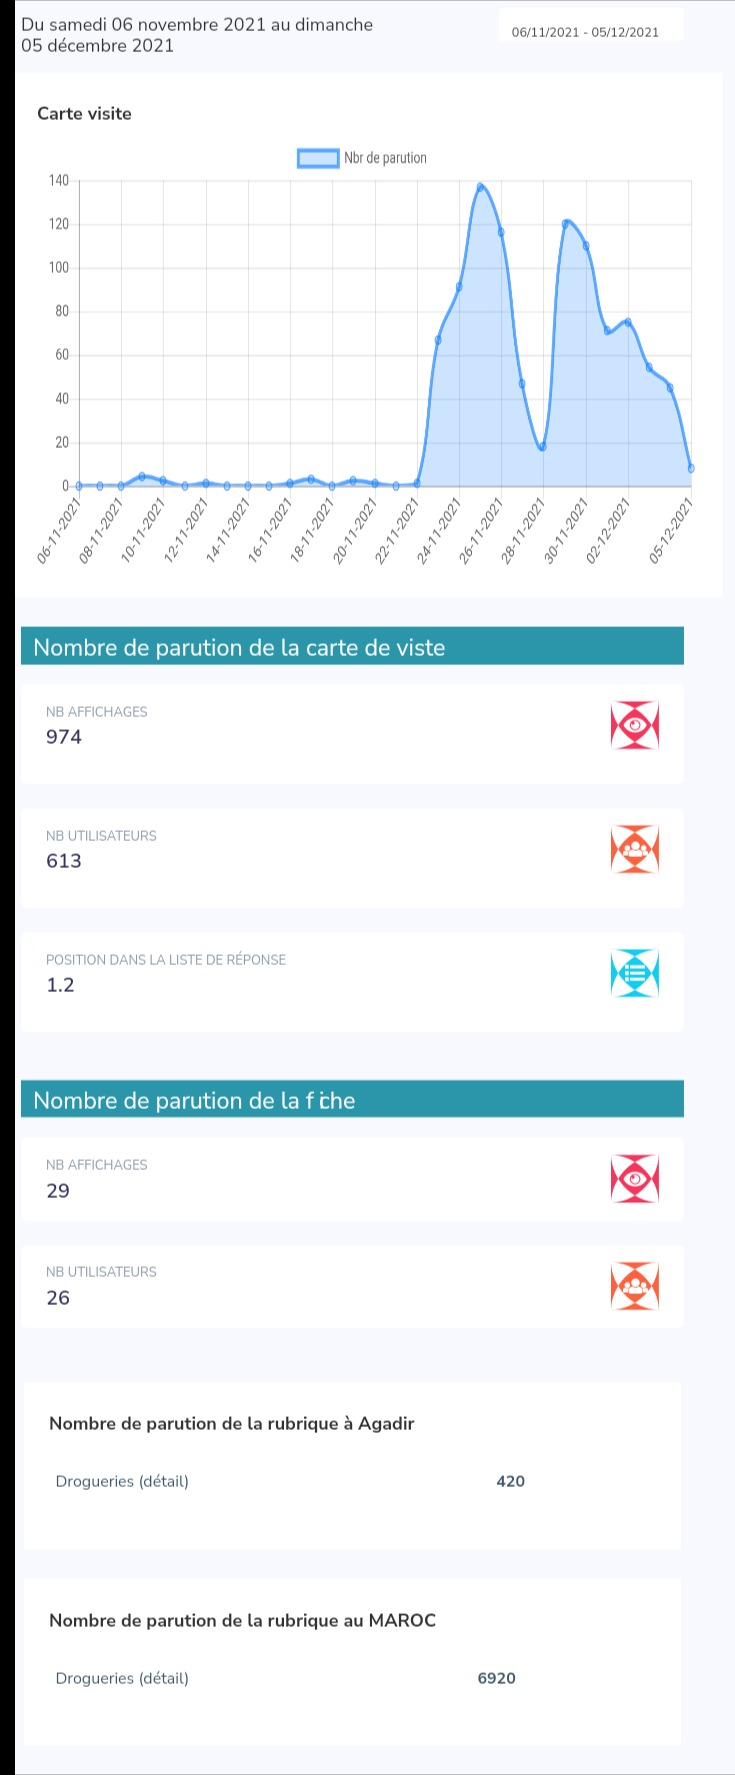 Du samedi 06 novembre 2021 au dimanche
05 décembre 2021
06/11/2021 - 05/12/2021
Carte visite
Nbr de parution
140
120
100
80
60
40
20
0
06-11-2021
08-11-2021
10-11-2021
12-11-2021
14-11-2021
16-11-2021
18-11-2021
20-11-2021
22-11-2021
24-11-2021
26-11-2021
28-11-2021
30-11-2021
02-12-2021
05-12-2021
Nombre de parution de la carte de viste
NB AFFICHAGES
974
NB UTILISATEURS
613
POSITION DANS LA LISTE DE RÉPONSE
1.2
Nombre de parution de la fiche
NB AFFICHAGES
29
NB UTILISATEURS
26
Nombre de parution de la rubrique à Agadir
Drogueries (détail) 420
Nombre de parution de la rubrique au MAROC
Drogueries (détail) 6920